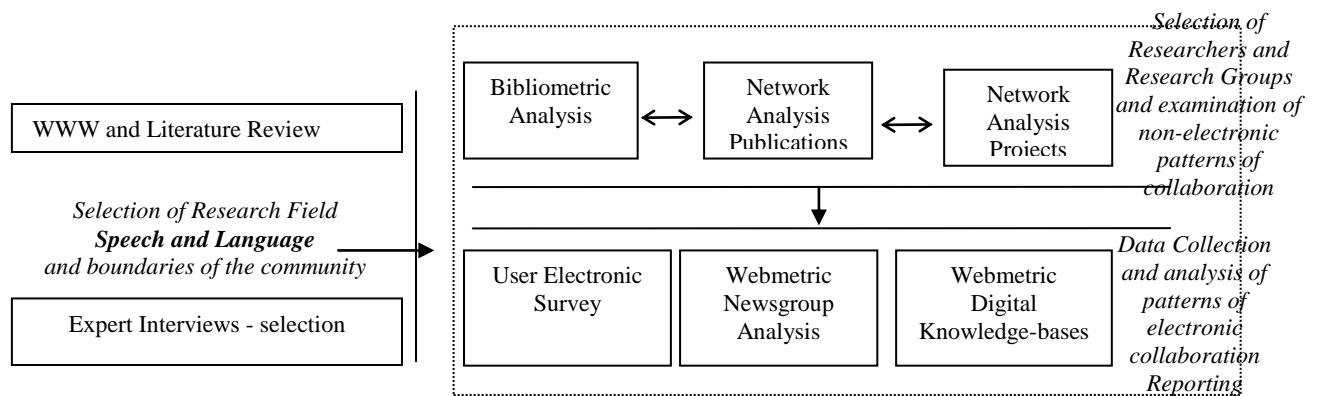 WWW and Literature Review
Selection of Research Field
Speech and Language
and boundaries of the community
Expert Interviews - selection
Bibliometric
Analysis
Network
Analysis
Publications
Network
Analysis
Projects
Selection of
Researchers and
Research Groups
and examination of
non-electronic
patterns of
collaboration
User Electronic
Survey
Webmetric
Newsgroup
Analysis
Webmetric
Digital
Knowledge-bases
Data Collection
and analysis of
patterns of
electronic
collaboration
Reporting